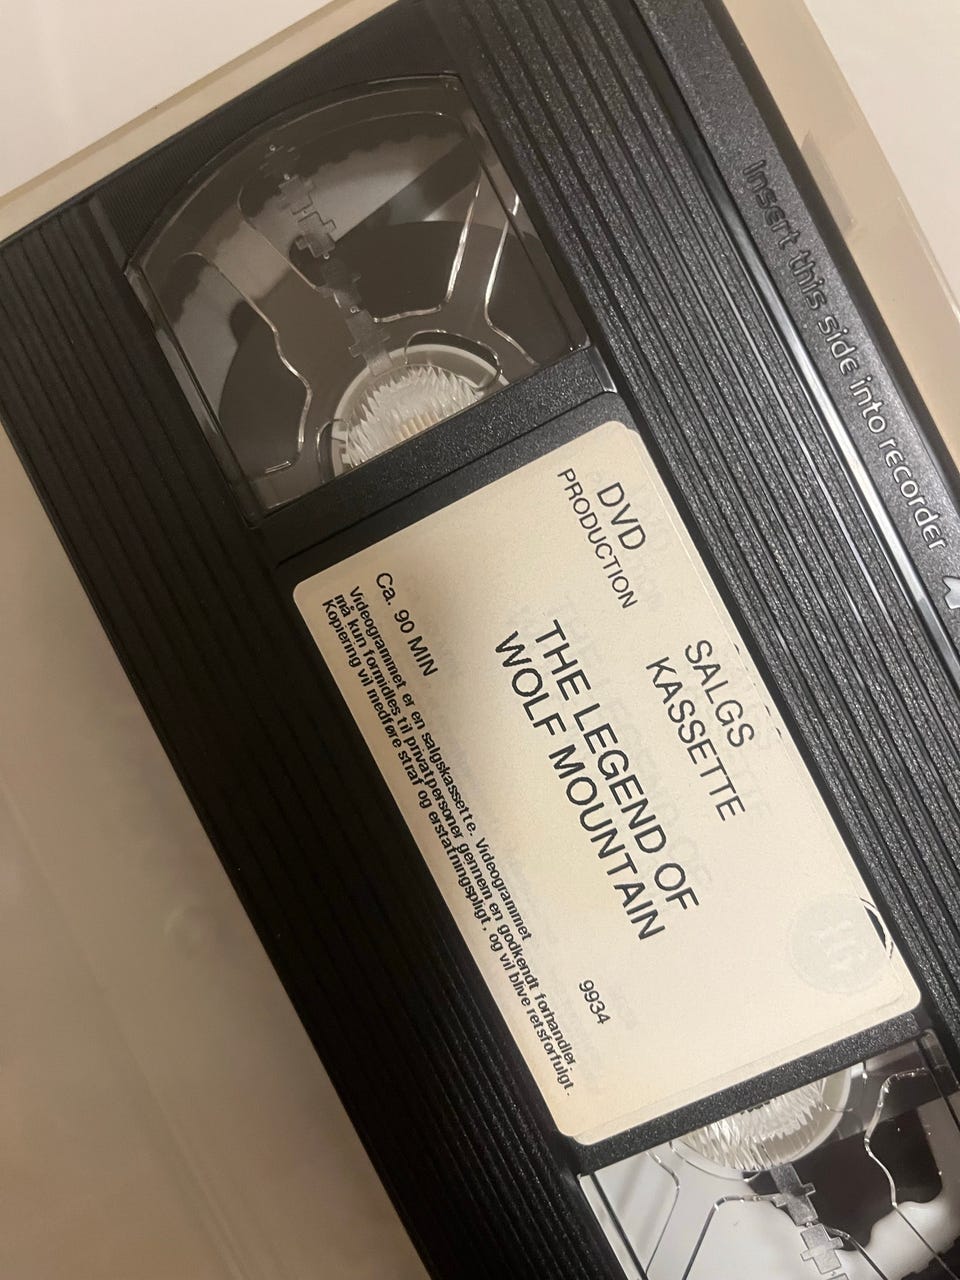 Insert this side into recorder
DVD
PRODUCTION
SALGS
KASSETTE
THE LEGEND OF
WOLF MOUNTAIN
9934
Ca. 90 MIN
Videogrammet er en salgskassette. Videogrammet
må kun formidles til privatpersoner gennem en godkendt forhandler.
Kopiering vil medføre straf og erstatningspligt, og vil blive retsforfulgt.